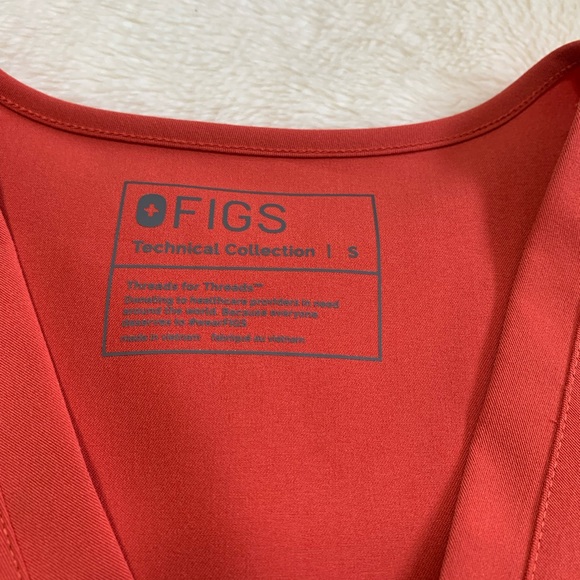 FIGS
Technical Collection | S
Threads for Threads™
Donating to healthcare providers in need
around the world. Because everyone
deserves to #wearFIGS
made in vietnam fabriqué au vietnam